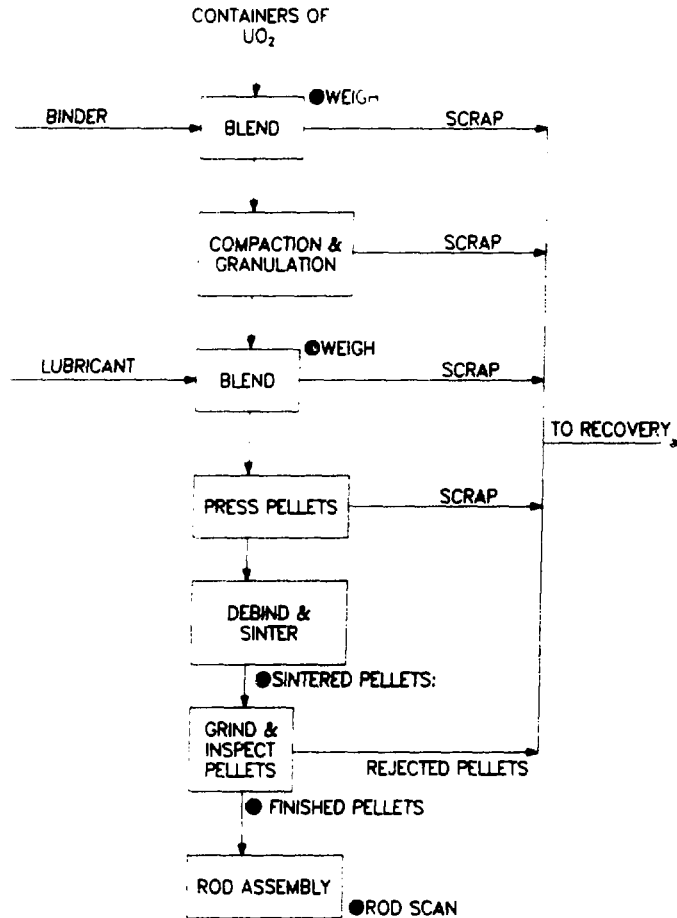 CONTAINERS OF
UO₂
●WEIGH
BINDER
BLEND
SCRAP
COMPACTION &
GRANULATION
SCRAP
●WEIGH
LUBRICANT
BLEND
SCRAP
TO RECOVERY
PRESS PELLETS
SCRAP
DEBIND &
SINTER
●SINTERED PELLETS:
GRIND &
INSPECT
PELLETS
REJECTED PELLETS
● FINISHED PELLETS
ROD ASSEMBLY
●ROD SCAN